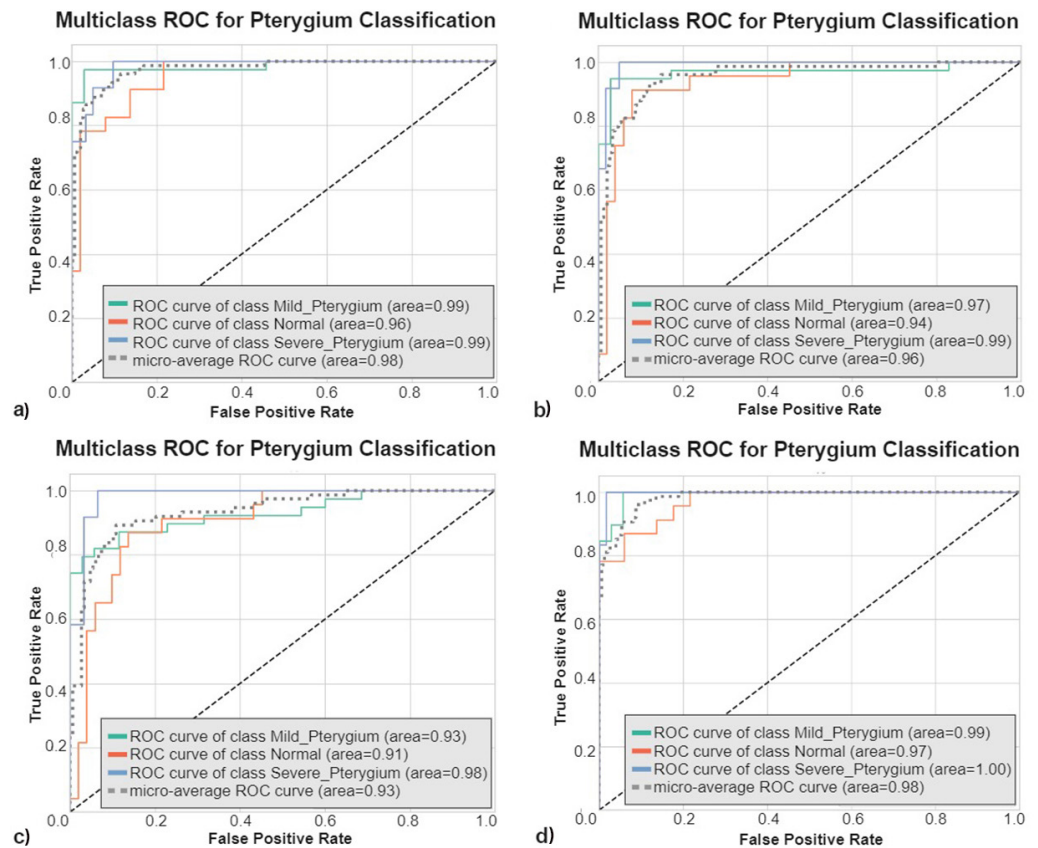 Multiclass ROC for Pterygium Classification
1.0
0.8
0.6
0.4
0.2
True Positive Rate
ROC curve of class Mild_Pterygium (area=0.99)
ROC curve of class Normal (area=0.96)
ROC curve of class Severe_Pterygium (area=0.99)
micro-average ROC curve (area=0.98)
0.0 0.2 0.4 0.6 0.8 1.0
False Positive Rate
a)
Multiclass ROC for Pterygium Classification
1.0
0.8
0.6
0.4
0.2
True Positive Rate
ROC curve of class Mild_Pterygium (area=0.97)
ROC curve of class Normal (area=0.94)
ROC curve of class Severe_Pterygium (area=0.99)
micro-average ROC curve (area=0.96)
0.0 0.2 0.4 0.6 0.8 1.0
False Positive Rate
b)
Multiclass ROC for Pterygium Classification
1.0
0.8
0.6
0.4
0.2
True Positive Rate
ROC curve of class Mild_Pterygium (area=0.93)
ROC curve of class Normal (area=0.91)
ROC curve of class Severe_Pterygium (area=0.98)
micro-average ROC curve (area=0.93)
0.0 0.2 0.4 0.6 0.8 1.0
False Positive Rate
c)
Multiclass ROC for Pterygium Classification
1.0
0.8
0.6
0.4
0.2
True Positive Rate
ROC curve of class Mild_Pterygium (area=0.99)
ROC curve of class Normal (area=0.97)
ROC curve of class Severe_Pterygium (area=1.00)
micro-average ROC curve (area=0.98)
0.0 0.2 0.4 0.6 0.8 1.0
False Positive Rate
d)